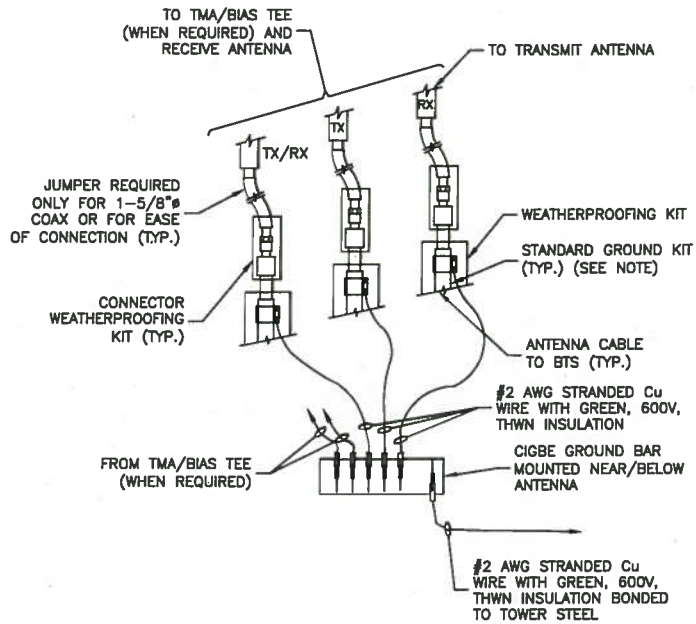 TO TMA/BIAS TEE
(WHEN REQUIRED) AND
RECEIVE ANTENNA
TO TRANSMIT ANTENNA
RX
TX
TX/RX
JUMPER REQUIRED
ONLY FOR 1-5/8"ø
COAX OR FOR EASE
OF CONNECTION (TYP.)
WEATHERPROOFING KIT
STANDARD GROUND KIT
(TYP.) (SEE NOTE)
CONNECTOR
WEATHERPROOFING
KIT (TYP.)
ANTENNA CABLE
TO BTS (TYP.)
#2 AWG STRANDED Cu
WIRE WITH GREEN, 600V,
THWN INSULATION
FROM TMA/BIAS TEE
(WHEN REQUIRED)
CIGBE GROUND BAR
MOUNTED NEAR/BELOW
ANTENNA
#2 AWG STRANDED Cu
WIRE WITH GREEN, 600V,
THWN INSULATION BONDED
TO TOWER STEEL